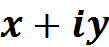 x + iy